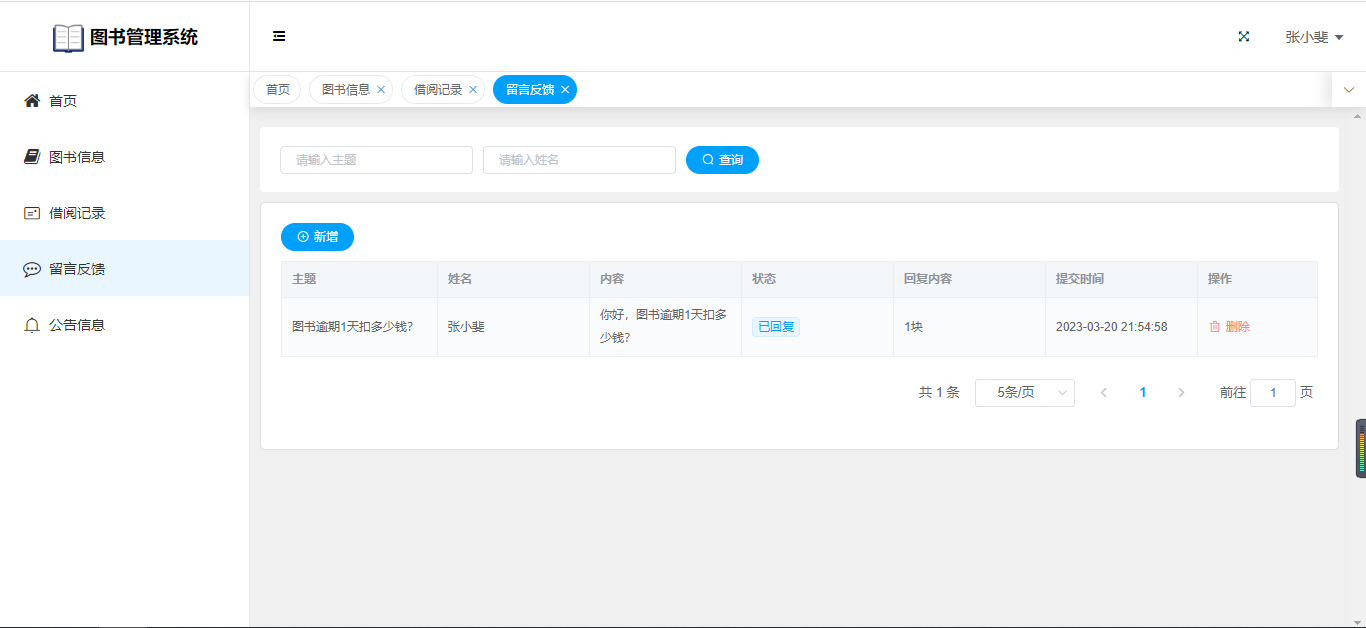 图书管理系统
张小斐
首页 图书信息 借阅记录 留言反馈
首页
图书信息
借阅记录
留言反馈
公告信息
请输入主题 请输入姓名 查询
新增
主题 姓名 内容 状态 回复内容 提交时间 操作
图书逾期1天扣多少钱? 张小斐 你好，图书逾期1天扣多 已回复 1块 2023-03-20 21:54:58 删除
少钱?
共 1 条 5条/页 1 前往 1 页